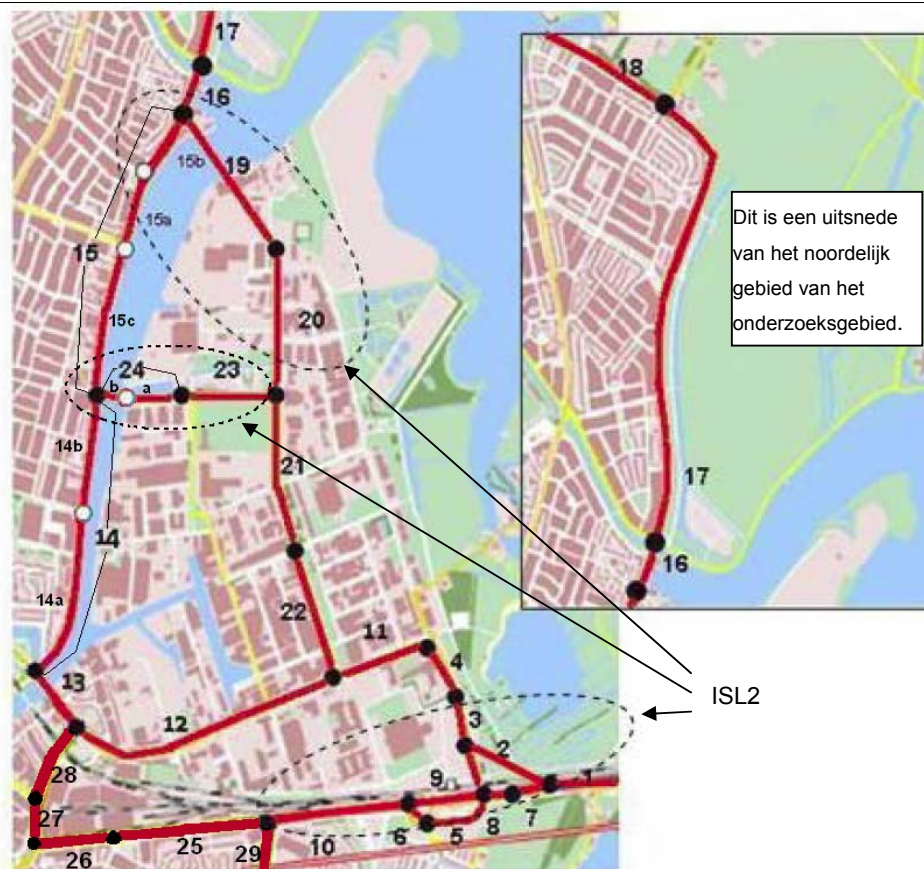 17
16
15b
19
15a
15
20
15c
24
23
b
a
14b
21
14
14a
22
11
13
4
12
3
2
28
9
1
27
7
8
6
5
25
26
10
29
18
Dit is een uitsnede
van het noordelijk
gebied van het
onderzoeksgebied.
17
16
ISL2